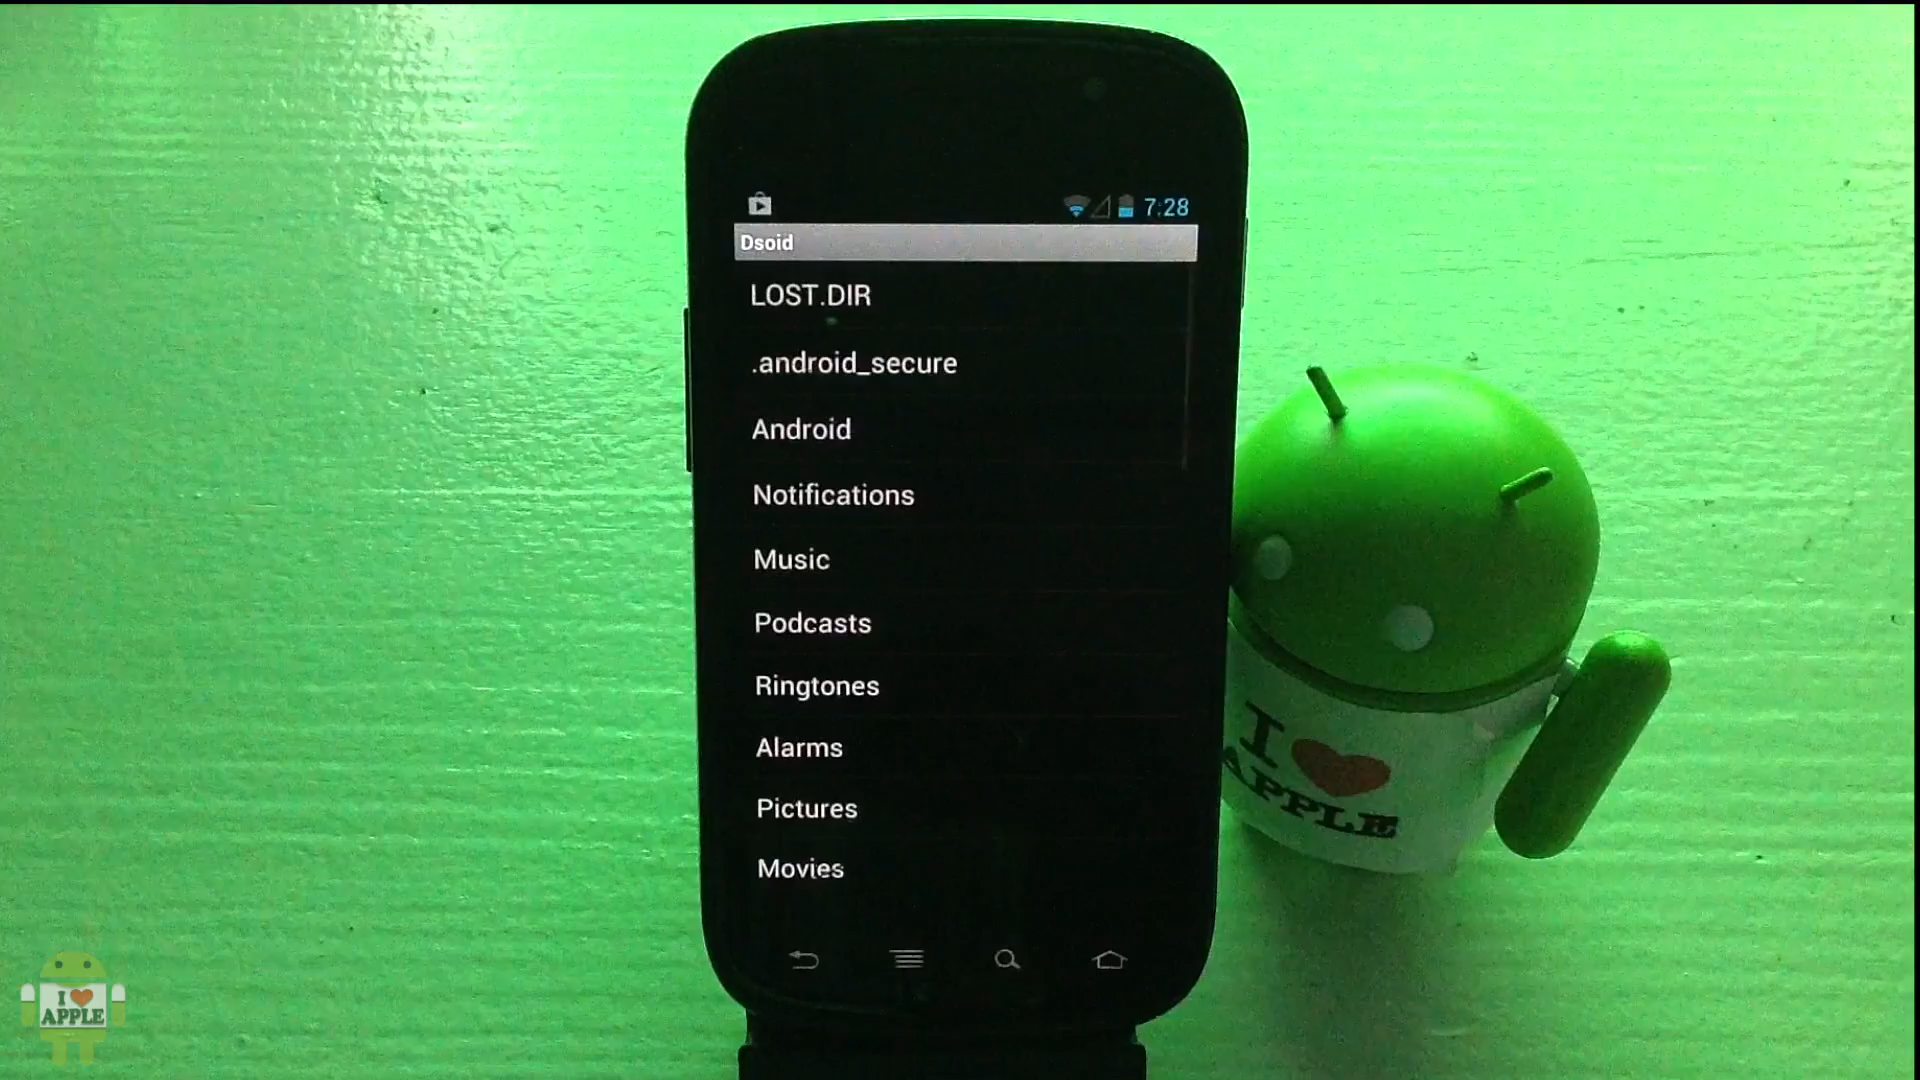 7:28
Dsoid
LOST.DIR
.android_secure
Android
Notifications
Music
Podcasts
Ringtones
Alarms
Pictures
Movies
I
APPLE
I
APPLE